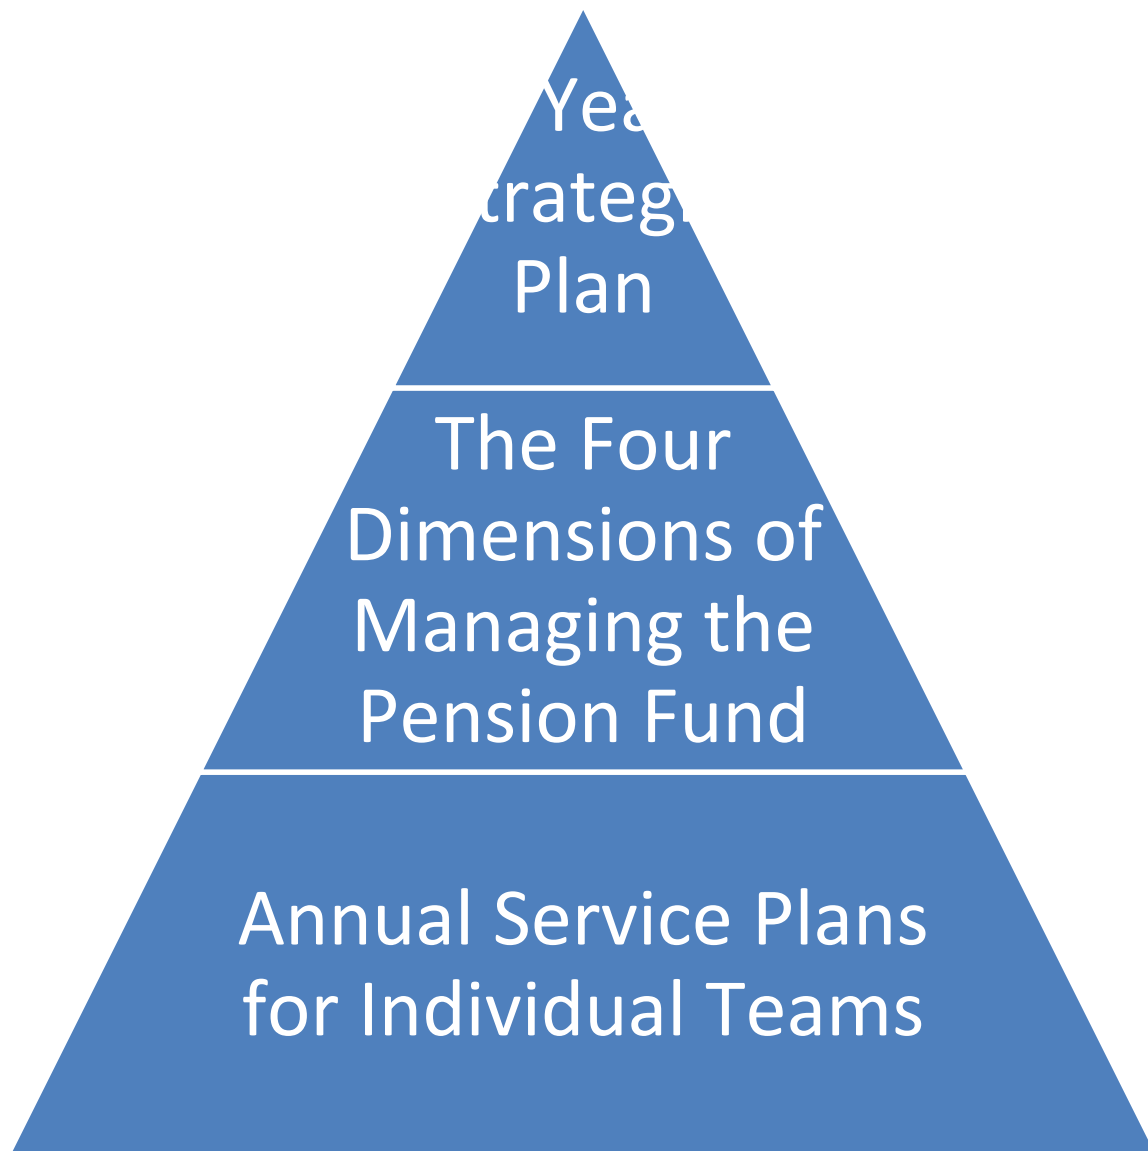 Plan
The Four
Dimensions of
Managing the
Pension Fund
Annual Service Plans
for Individual Teams